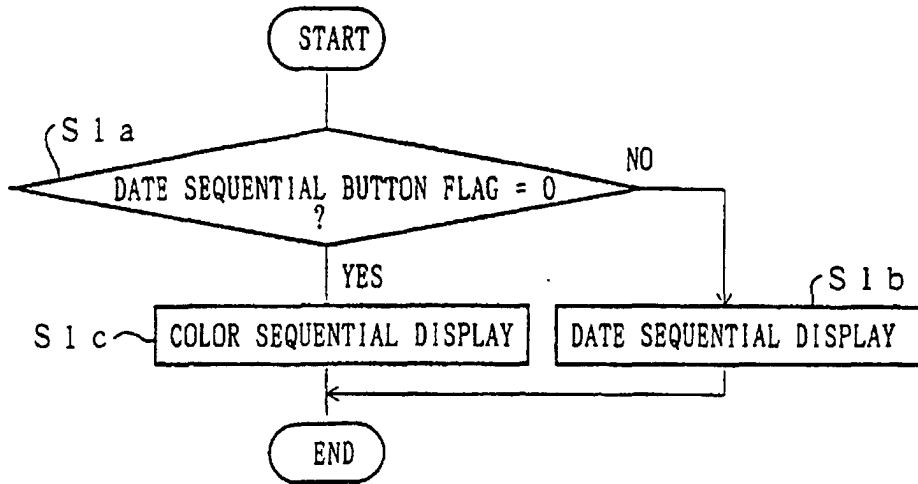 START
S1a
NO
DATE SEQUENTIAL BUTTON FLAG = 0
?
YES
S1b
S1c
COLOR SEQUENTIAL DISPLAY
DATE SEQUENTIAL DISPLAY
END